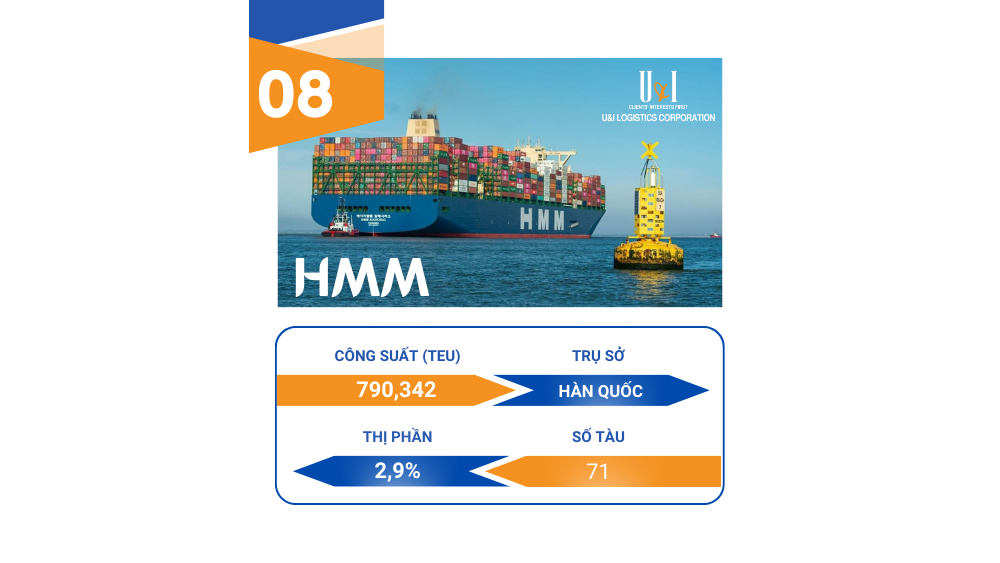 08
U&I
CLIENTS' INTERESTS FIRST
U&I LOGISTICS CORPORATION
HMM
HMM
CÔNG SUẤT (TEU)
TRỤ SỞ
790,342
HÀN QUỐC
THỊ PHẦN
SỐ TÀU
2,9%
71